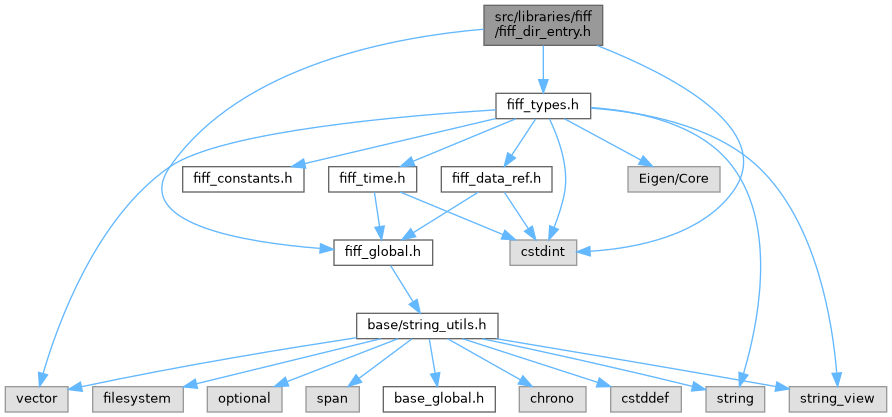 src/libraries/fiff
/fiff_dir_entry.h
fiff_types.h
fiff_constants.h
fiff_time.h
fiff_data_ref.h
Eigen/Core
fiff_global.h
cstdint
base/string_utils.h
vector
filesystem
optional
span
base_global.h
chrono
cstddef
string
string_view